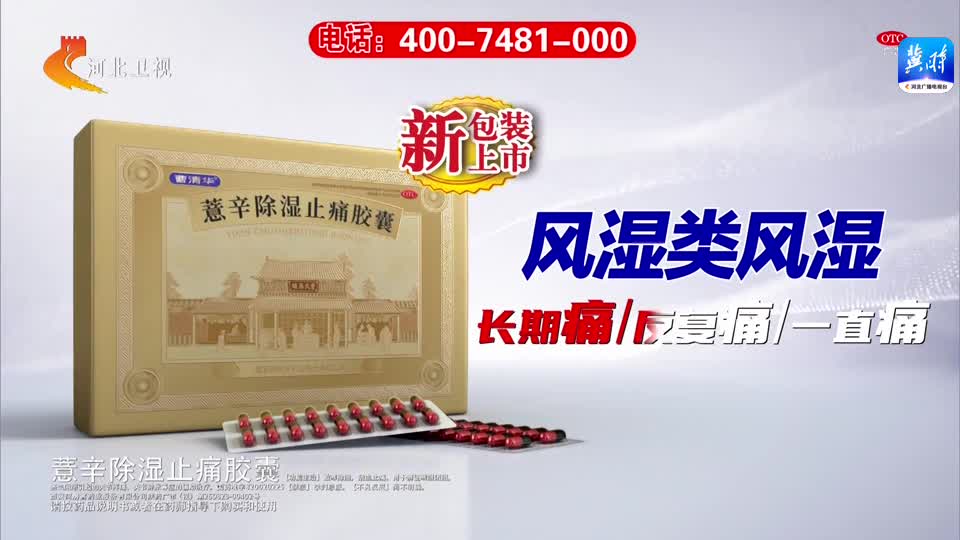 电话：400-7481-000
河北卫视
OTC
冀时
河北广播电视台
新包装上市
曹清华
OTC
薏辛除湿止痛胶囊
风湿类风湿
长期痛/反复痛/一直痛
薏辛除湿止痛胶囊
请按药品说明书或者在药师指导下购买和使用